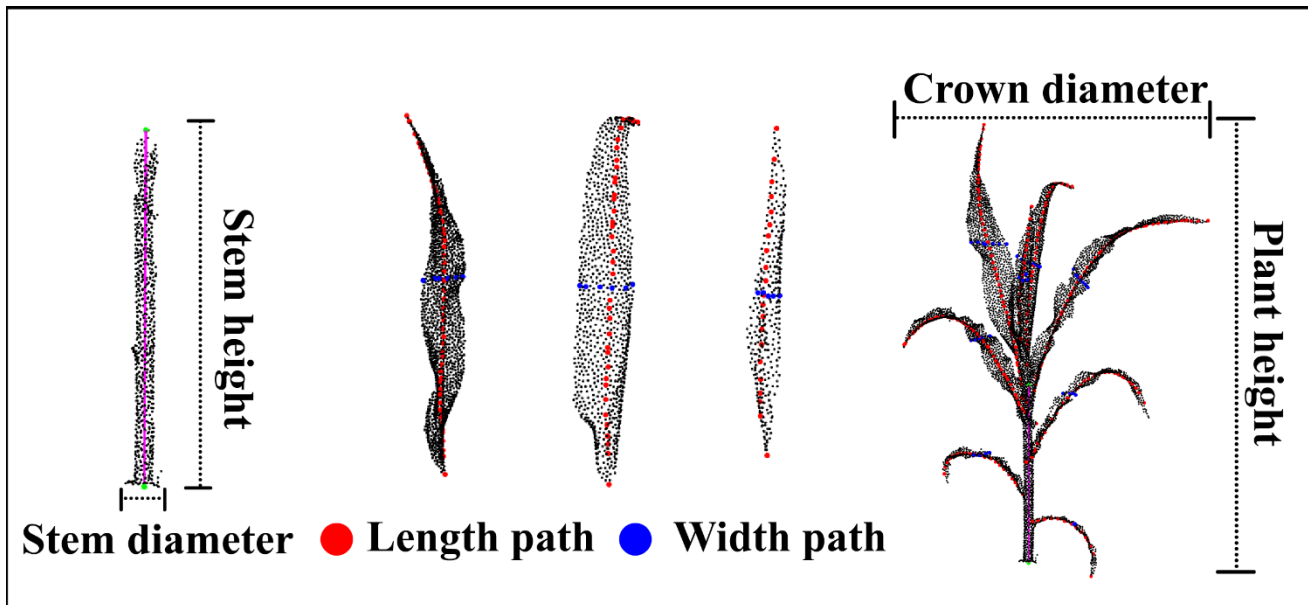 Crown diameter
Stem height
Plant height
Stem diameter
Length path
Width path